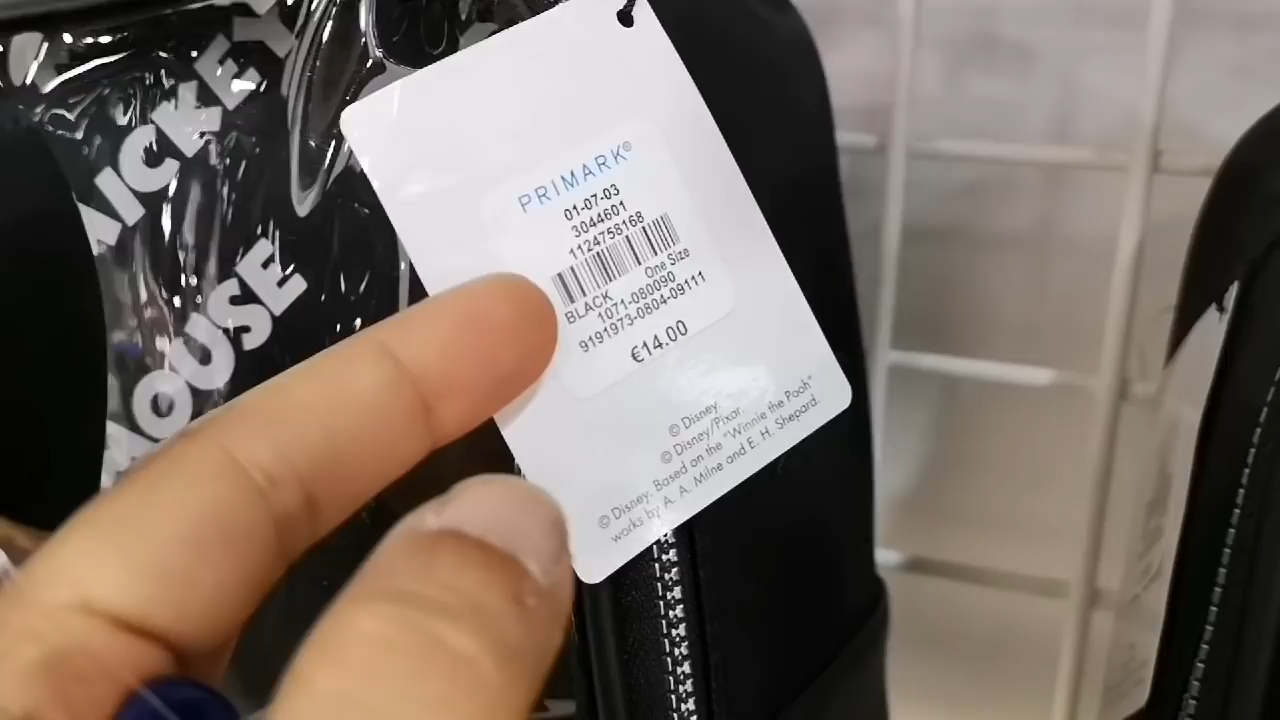 MICKEY
MOUSE
PRIMARK®
01-07-03
3044601
1124758168
BLACK One Size
1071-080090
9191973-0804-09111
€14.00
© Disney.
© Disney/Pixar.
© Disney. Based on the "Winnie the Pooh"
works by A. A. Milne and E. H. Shepard.